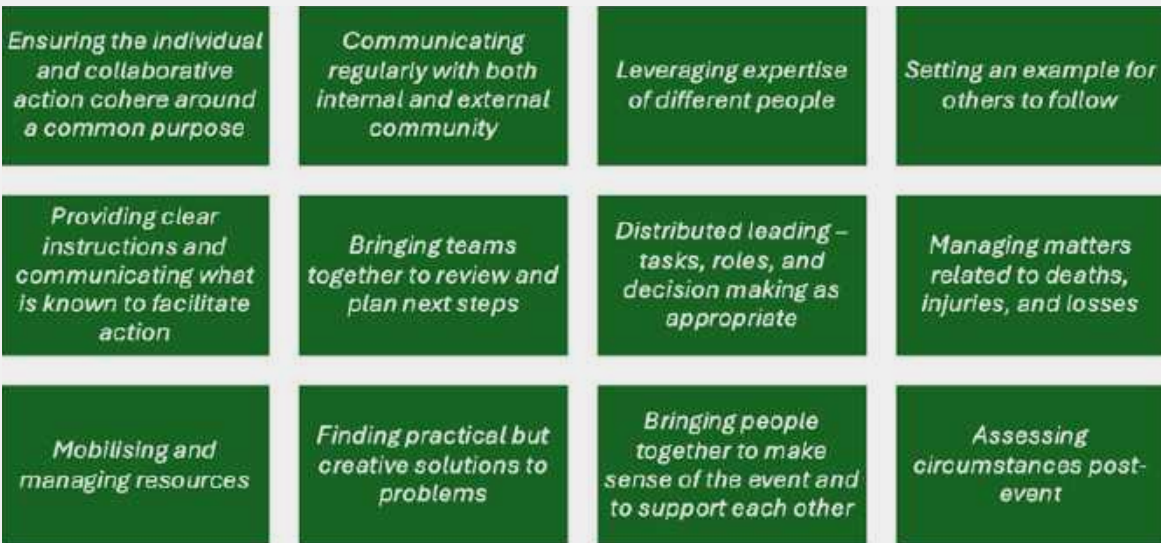 Ensuring the individual
and collaborative
action cohere around
a common purpose
Communicating
regularly with both
internal and external
community
Leveraging expertise
of different people
Setting an example for
others to follow
Providing clear
instructions and
communicating what
is known to facilitate
action
Bringing teams
together to review and
plan next steps
Distributed leading –
tasks, roles, and
decision making as
appropriate
Managing matters
related to deaths,
injuries, and losses
Mobilising and
managing resources
Finding practical but
creative solutions to
problems
Bringing people
together to make
sense of the event and
to support each other
Assessing
circumstances post-
event